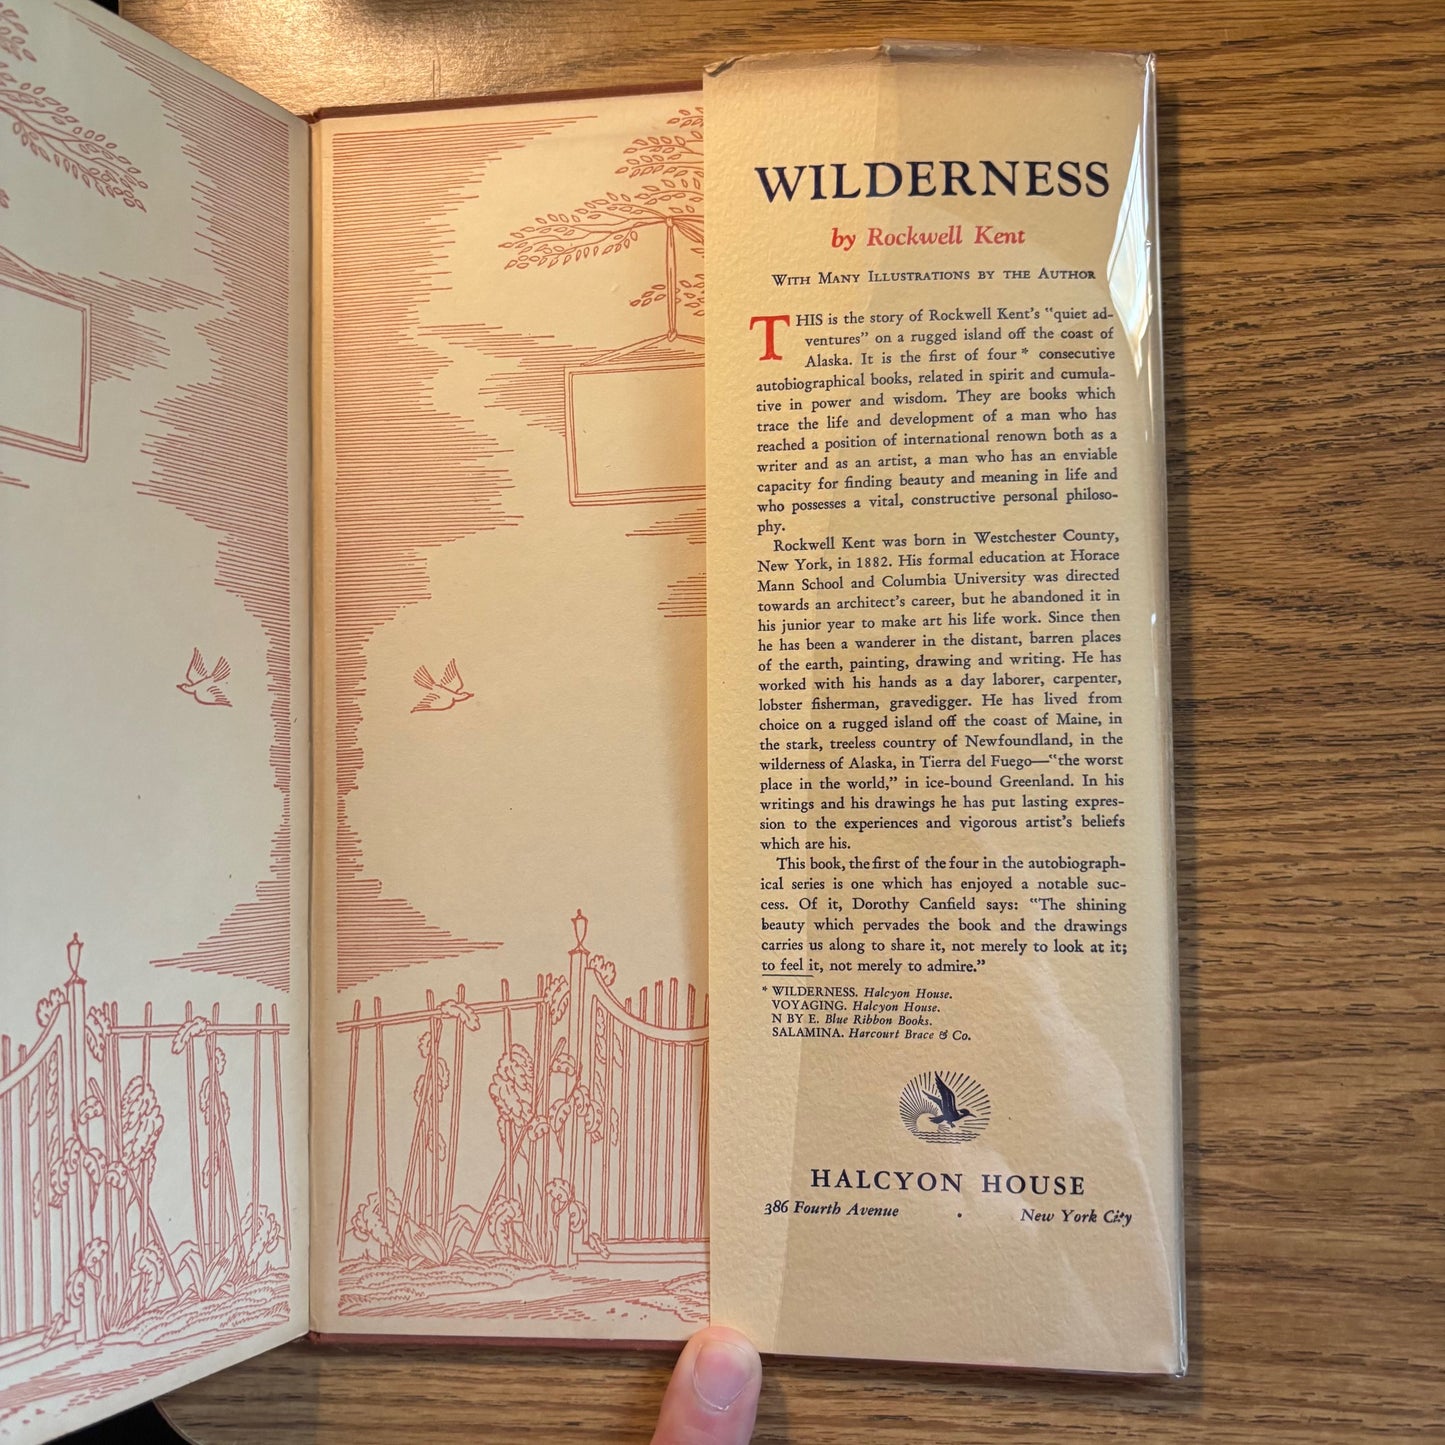 WILDERNESS
by Rockwell Kent
With Many Illustrations by the Author
THIS is the story of Rockwell Kent's "quiet ad-
ventures" on a rugged island off the coast of
Alaska. It is the first of four * consecutive
autobiographical books, related in spirit and cumula-
tive in power and wisdom. They are books which
trace the life and development of a man who has
reached a position of international renown both as a
writer and as an artist, a man who has an enviable
capacity for finding beauty and meaning in life and
who possesses a vital, constructive personal philoso-
phy.
Rockwell Kent was born in Westchester County,
New York, in 1882. His formal education at Horace
Mann School and Columbia University was directed
towards an architect's career, but he abandoned it in
his junior year to make art his life work. Since then
he has been a wanderer in the distant, barren places
of the earth, painting, drawing and writing. He has
worked with his hands as a day laborer, carpenter,
lobster fisherman, gravedigger. He has lived from
choice on a rugged island off the coast of Maine, in
the stark, treeless country of Newfoundland, in the
wilderness of Alaska, in Tierra del Fuego—"the worst
place in the world," in ice-bound Greenland. In his
writings and his drawings he has put lasting expres-
sion to the experiences and vigorous artist's beliefs
which are his.
This book, the first of the four in the autobiograph-
ical series is one which has enjoyed a notable suc-
cess. Of it, Dorothy Canfield says: "The shining
beauty which pervades the book and the drawings
carries us along to share it, not merely to look at it;
to feel it, not merely to admire."
* WILDERNESS. Halcyon House.
VOYAGING. Halcyon House.
N BY E. Blue Ribbon Books.
SALAMINA. Harcourt Brace & Co.
HALCYON HOUSE
386 Fourth Avenue • New York City